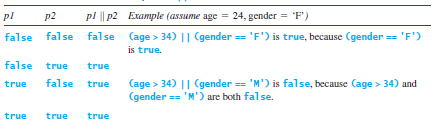 p1 p2 p1 || p2 Example (assume age = 24, gender = 'F')
false false false (age > 34) || (gender == 'F') is true, because (gender == 'F')
is true.
false true true
true false true (age > 34) || (gender == 'M') is false, because (age > 34) and
(gender == 'M') are both false.
true true true